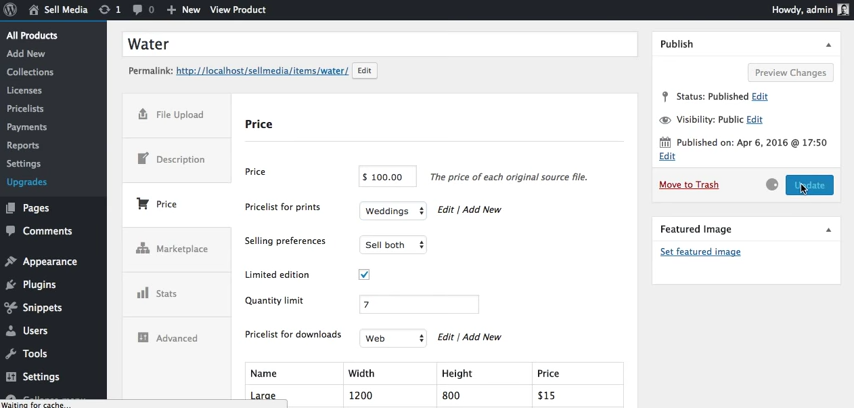 Sell Media 1 0 New View Product Howdy, admin
All Products
Add New
Collections
Licenses
Pricelists
Payments
Reports
Settings
Upgrades
Pages
Comments
Appearance
Plugins
Snippets
Users
Tools
Settings
Waiting for cache...
Water
Permalink: http://localhost/sellmedia/items/water/ Edit
File Upload
Description
Price
Marketplace
Stats
Advanced
Price
Price $ 100.00 The price of each original source file.
Pricelist for prints Weddings Edit | Add New
Selling preferences Sell both
Limited edition
Quantity limit 7
Pricelist for downloads Web Edit | Add New
Name Width Height Price
Large 1200 800 $15
Publish
Preview Changes
Status: Published Edit
Visibility: Public Edit
Published on: Apr 6, 2016 @ 17:50
Edit
Move to Trash Update
Featured Image
Set featured image